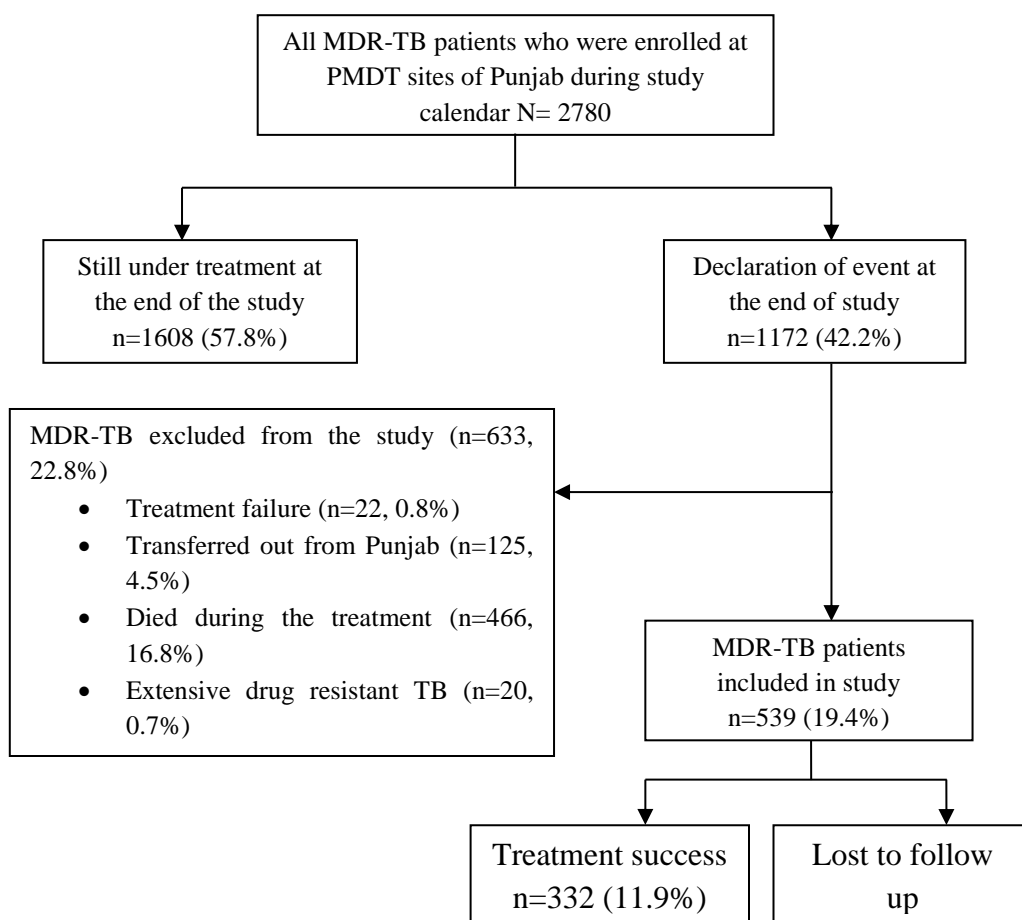 All MDR-TB patients who were enrolled at
PMDT sites of Punjab during study
calendar N= 2780
Still under treatment at
the end of the study
n=1608 (57.8%)
Declaration of event at
the end of study
n=1172 (42.2%)
MDR-TB excluded from the study (n=633,
22.8%)
• Treatment failure (n=22, 0.8%)
• Transferred out from Punjab (n=125,
4.5%)
• Died during the treatment (n=466,
16.8%)
• Extensive drug resistant TB (n=20,
0.7%)
MDR-TB patients
included in study
n=539 (19.4%)
Treatment success
n=332 (11.9%)
Lost to follow
up